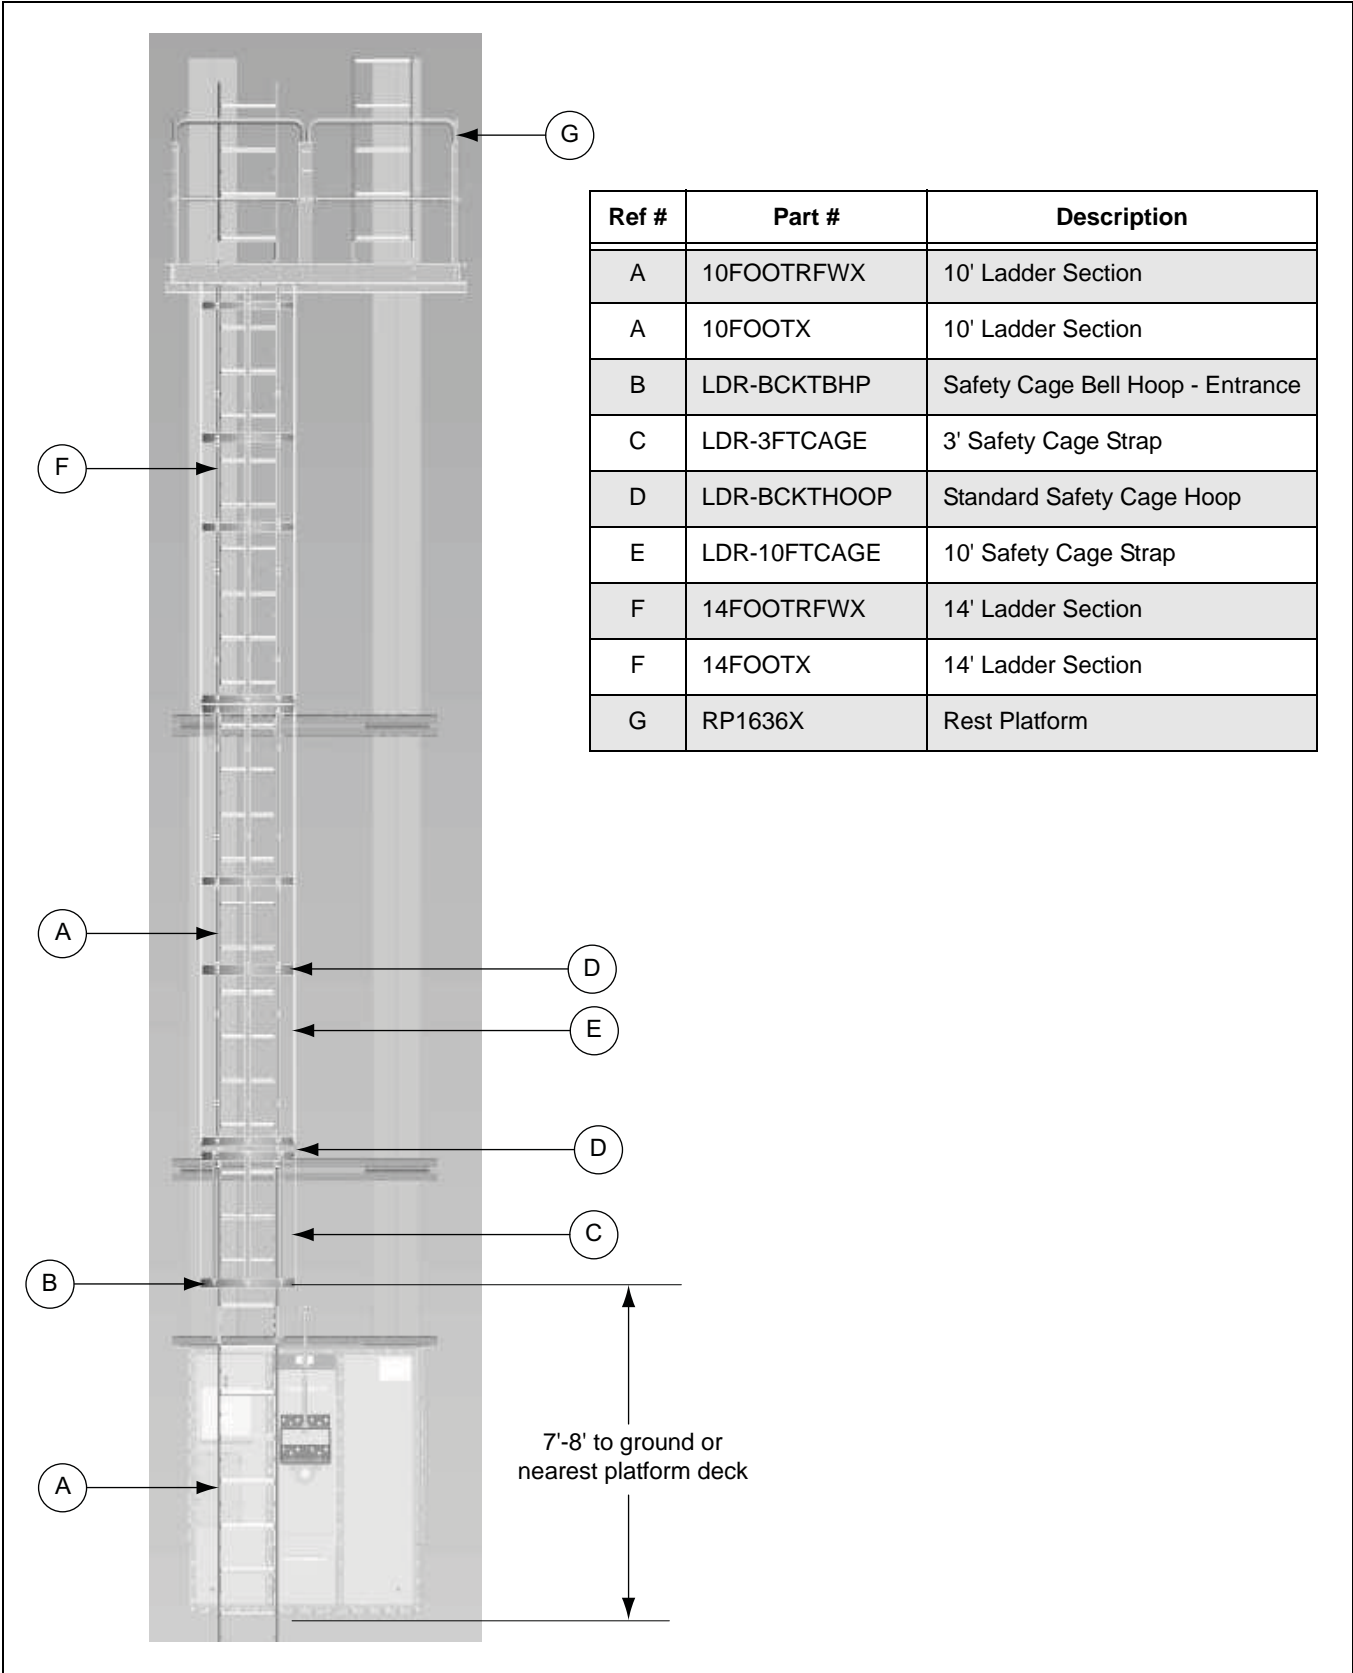 G
Ref # Part # Description
A 10FOOTRFWX 10' Ladder Section
A 10FOOTX 10' Ladder Section
B LDR-BCKTBHP Safety Cage Bell Hoop - Entrance
C LDR-3FTCAGE 3' Safety Cage Strap
D LDR-BCKTHOOP Standard Safety Cage Hoop
E LDR-10FTCAGE 10' Safety Cage Strap
F 14FOOTRFWX 14' Ladder Section
F 14FOOTX 14' Ladder Section
G RP1636X Rest Platform
F
A
D
E
D
C
B
7'-8' to ground or
nearest platform deck
A